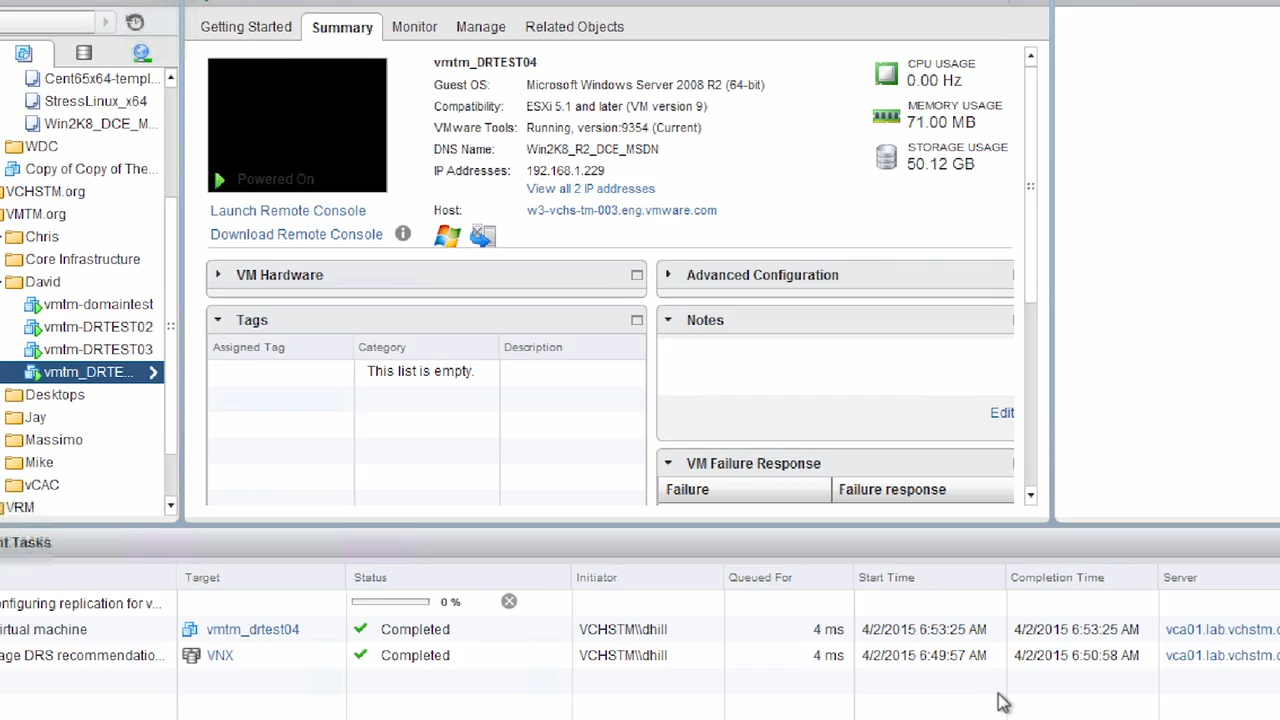 Getting Started Summary Monitor Manage Related Objects
Cent65x64-templ...
StressLinux_x64
Win2K8_DCE_M...
WDC
Copy of Copy of The...
VCHSTM.org
VMTM.org
Chris
Core Infrastructure
David
vmtm-domaintest
vmtm-DRTEST02
vmtm-DRTEST03
vmtm_DRTE...
Desktops
Jay
Massimo
Mike
vCAC
VRM
Powered On
Launch Remote Console
Download Remote Console
vmtm_DRTEST04
Guest OS: Microsoft Windows Server 2008 R2 (64-bit)
Compatibility: ESXi 5.1 and later (VM version 9)
VMware Tools: Running, version:9354 (Current)
DNS Name: Win2K8_R2_DCE_MSDN
IP Addresses: 192.168.1.229
View all 2 IP addresses
Host: w3-vchs-tm-003.eng.vmware.com
CPU USAGE
0.00 Hz
MEMORY USAGE
71.00 MB
STORAGE USAGE
50.12 GB
VM Hardware
Tags
Assigned Tag Category Description
This list is empty.
Advanced Configuration
Notes
Edit
VM Failure Response
Failure Failure response
nt Tasks
Target Status Initiator Queued For Start Time Completion Time Server
onfiguring replication for v... 0 %
irtual machine vmtm_drtest04 Completed VCHSTM\\dhill 4 ms 4/2/2015 6:53:25 AM 4/2/2015 6:53:25 AM vca01.lab.vchstm.c
age DRS recommendatio... VNX Completed VCHSTM\\dhill 4 ms 4/2/2015 6:49:57 AM 4/2/2015 6:50:58 AM vca01.lab.vchstm.c